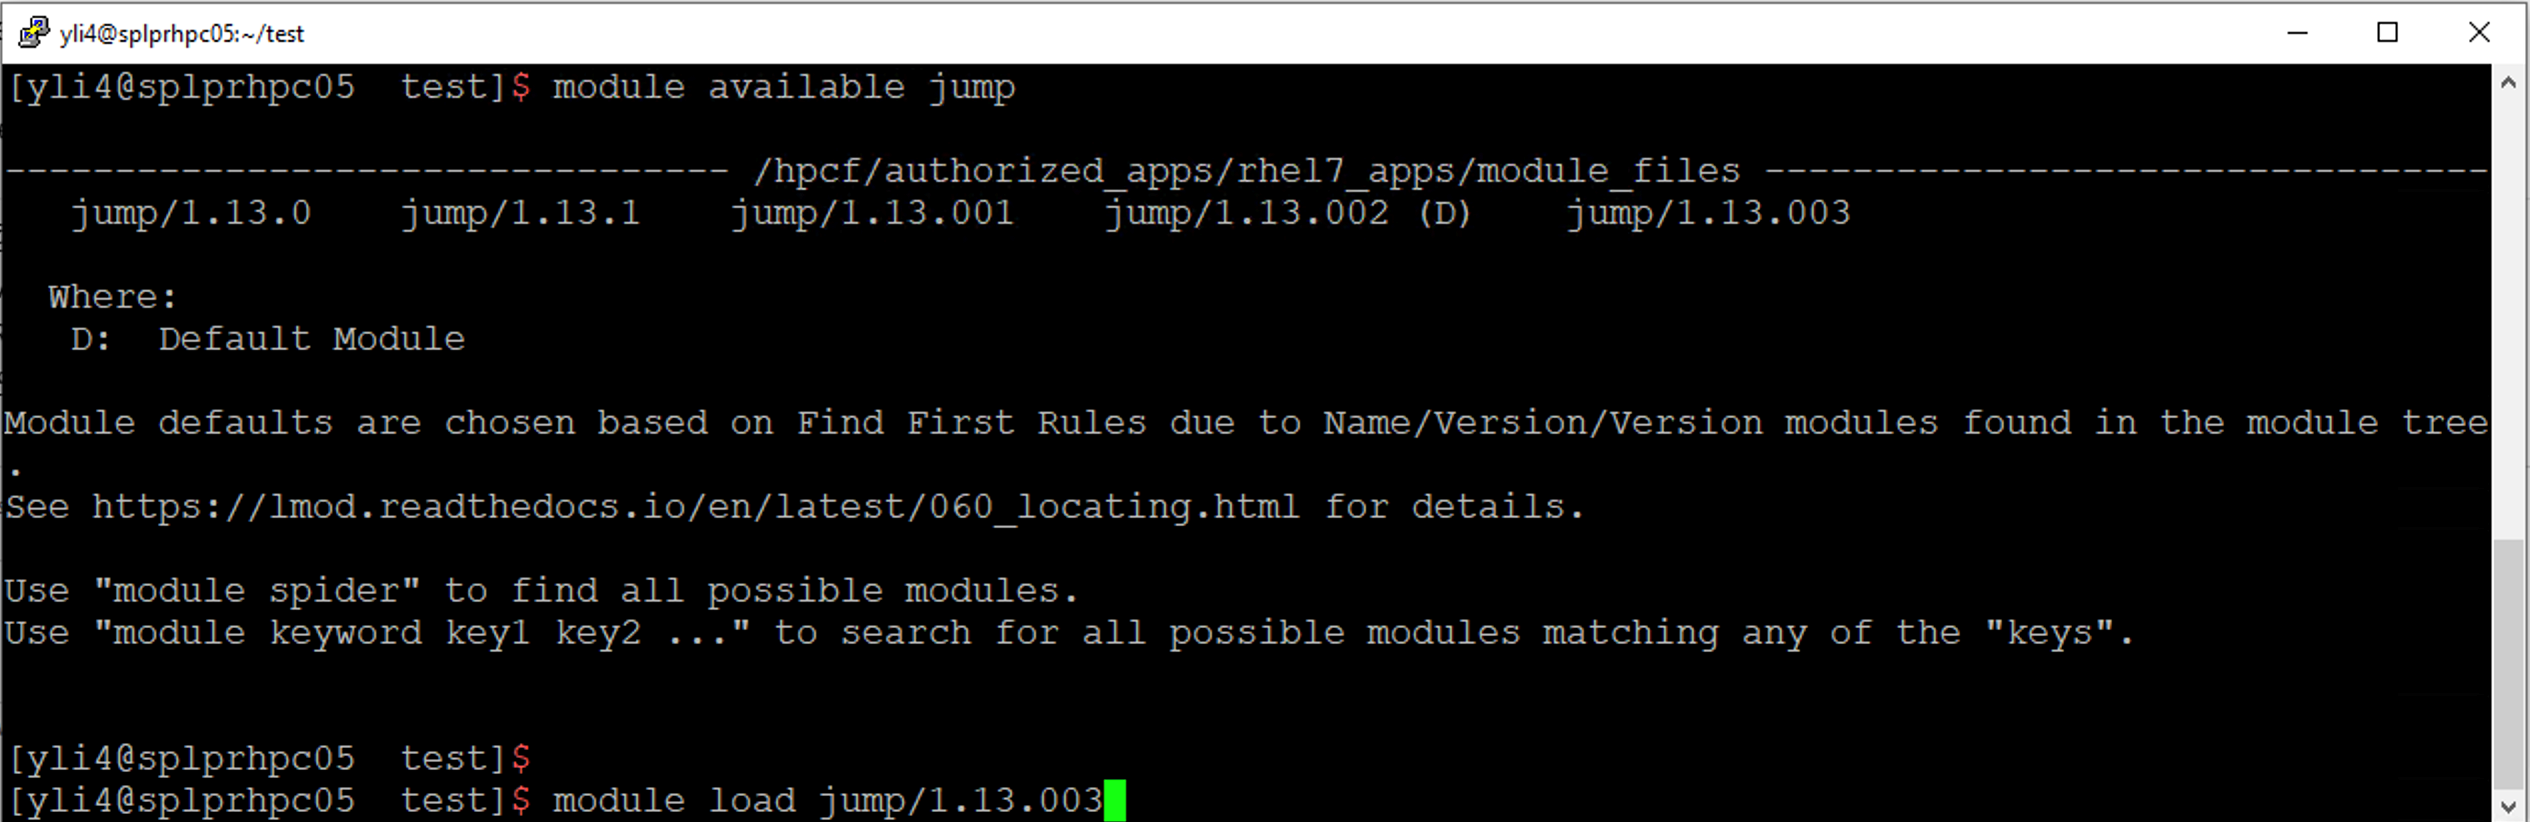 yli4@splprhpc05:~/test
[yli4@splprhpc05  test]$ module available jump
--------------------------------- /hpcf/authorized_apps/rhel7_apps/module_files ---------------------------------
   jump/1.13.0    jump/1.13.1    jump/1.13.001    jump/1.13.002 (D)    jump/1.13.003
  Where:
   D:  Default Module
Module defaults are chosen based on Find First Rules due to Name/Version/Version modules found in the module tree
.
See https://lmod.readthedocs.io/en/latest/060_locating.html for details.
Use "module spider" to find all possible modules.
Use "module keyword key1 key2 ..." to search for all possible modules matching any of the "keys".
[yli4@splprhpc05  test]$
[yli4@splprhpc05  test]$ module load jump/1.13.003